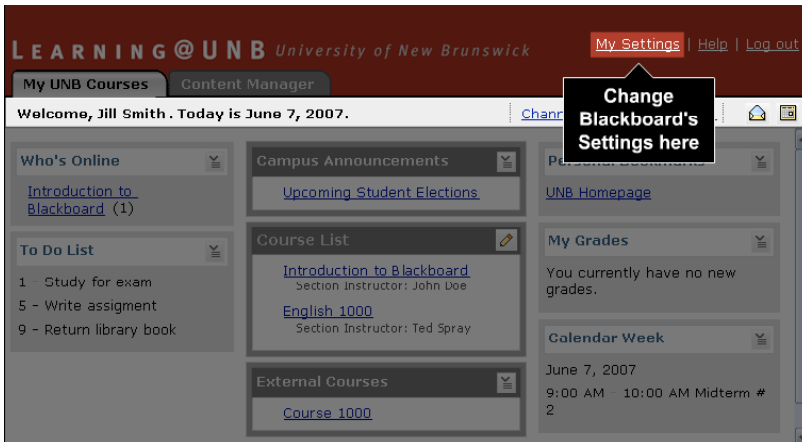 LEARNING@UNB University of New Brunswick
My Settings | Help | Log out
My UNB Courses
Content Manager
Welcome, Jill Smith. Today is June 7, 2007.
Change
Blackboard's
Settings here
Who's Online
Introduction to
Blackboard (1)
To Do List
1 - Study for exam
5 - Write assigment
9 - Return library book
Campus Announcements
Upcoming Student Elections
Course List
Introduction to Blackboard
Section Instructor: John Doe
English 1000
Section Instructor: Ted Spray
External Courses
Course 1000
Personal Bookmarks
UNB Homepage
My Grades
You currently have no new
grades.
Calendar Week
June 7, 2007
9:00 AM - 10:00 AM Midterm #
2